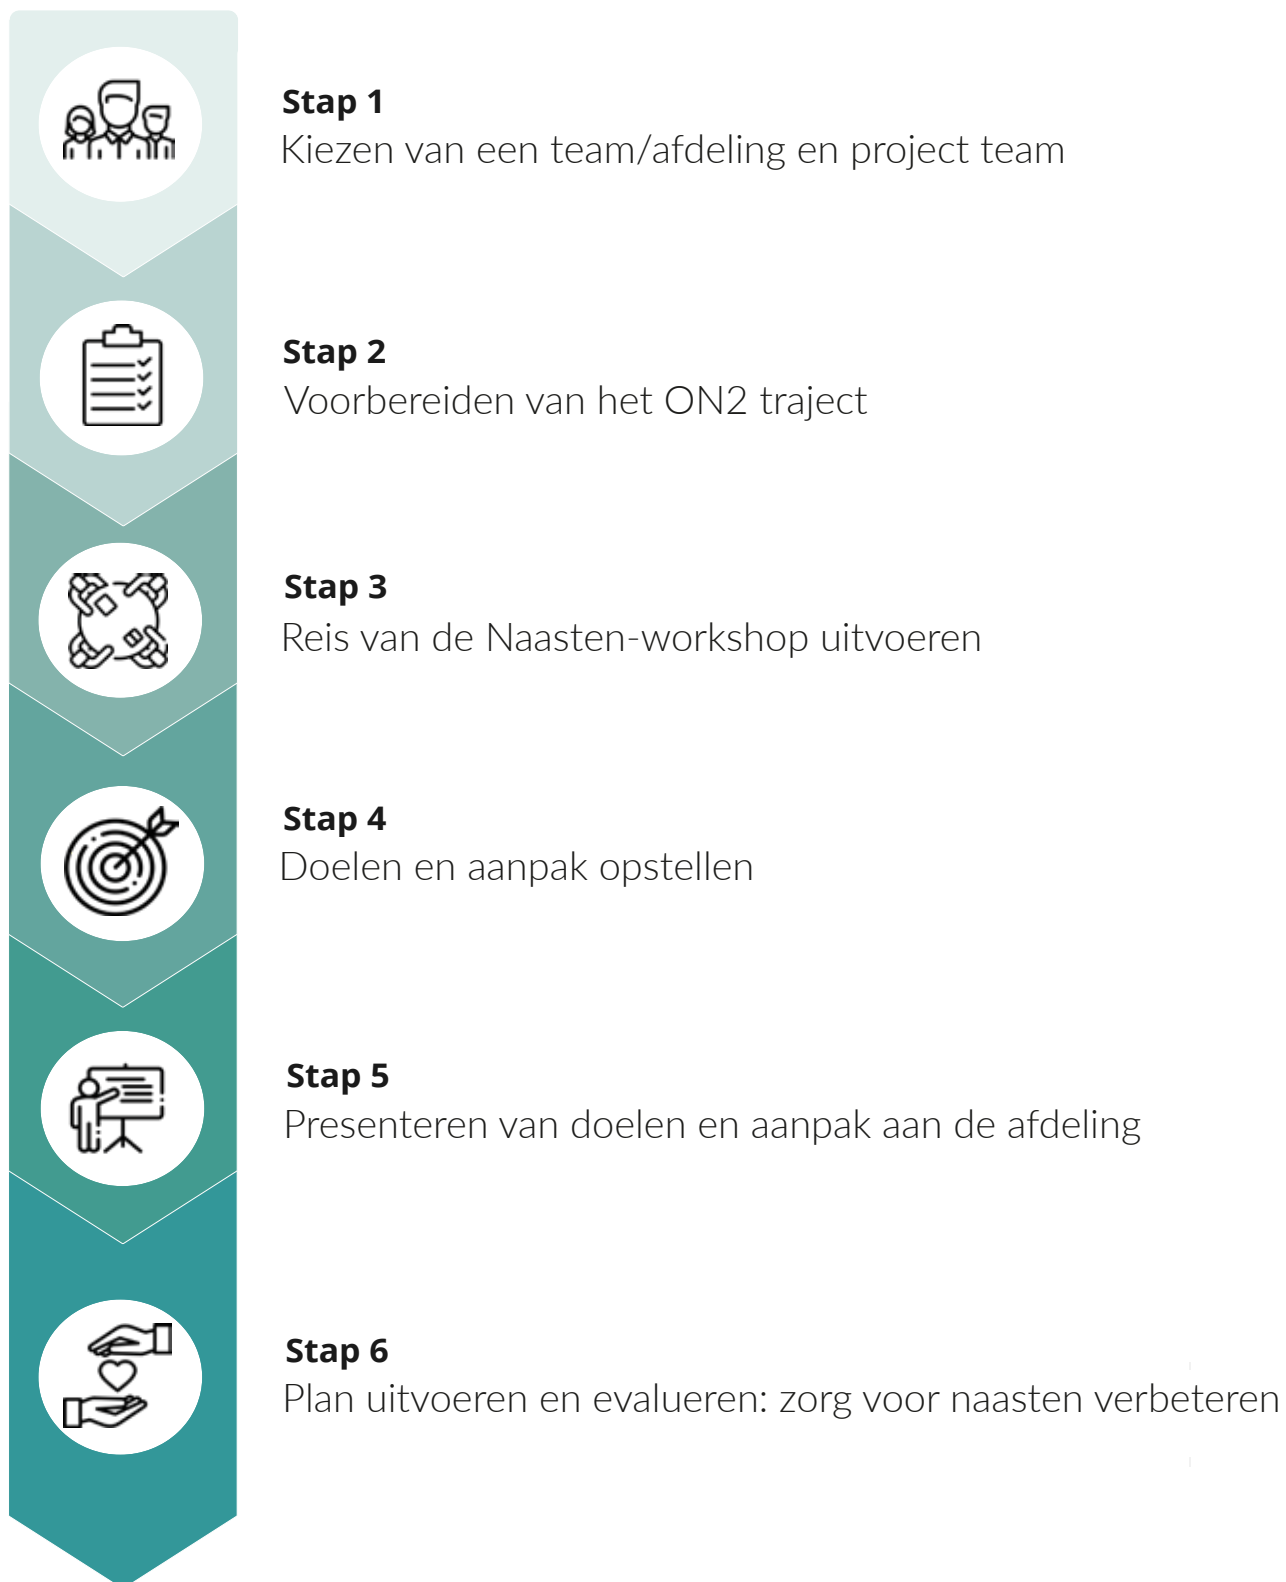 Stap 1
Kiezen van een team/afdeling en project team
Stap 2
Voorbereiden van het ON2 traject
Stap 3
Reis van de Naasten-workshop uitvoeren
Stap 4
Doelen en aanpak opstellen
Stap 5
Presenteren van doelen en aanpak aan de afdeling
Stap 6
Plan uitvoeren en evalueren: zorg voor naasten verbeteren